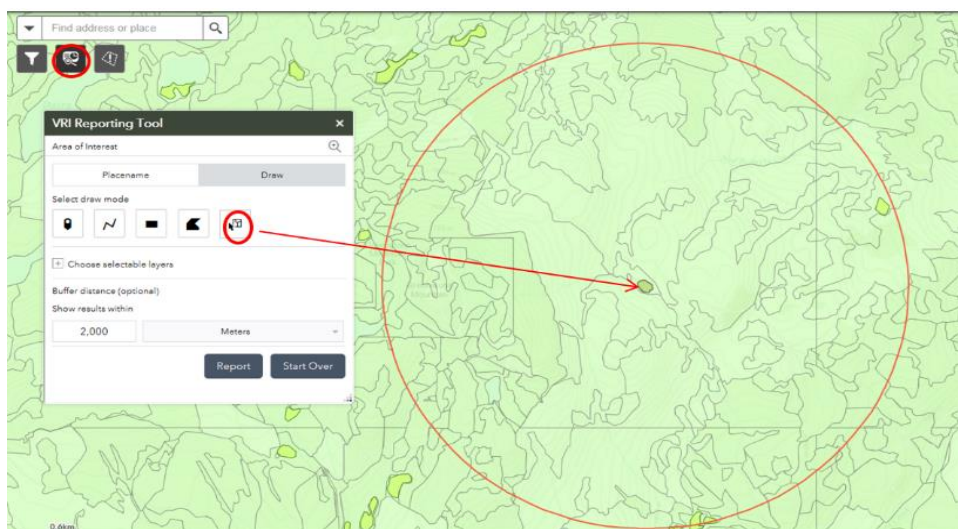 Find address or place
VRI Reporting Tool
Area of Interest
Placename
Draw
Select draw mode
Choose selectable layers
Buffer distance (optional)
Show results within
2,000
Meters
Report
Start Over
0.6km